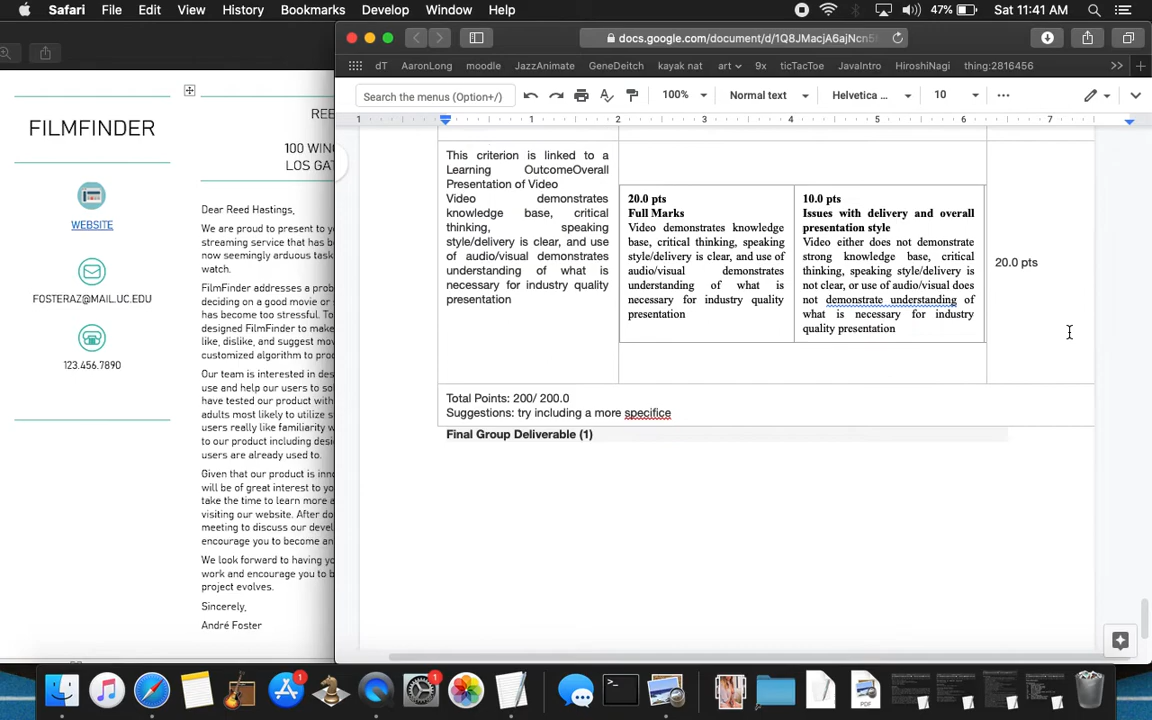 Safari File Edit View History Bookmarks Develop Window Help 47% Sat 11:41 AM
docs.google.com/document/d/1Q8JMacjA6ajNcn5
dT AaronLong moodle JazzAnimate GeneDeitch kayak nat art 9x ticTacToe JavaIntro HiroshiNagi thing:2816456
Search the menus (Option+/) 100% Normal text Helvetica ... 10
1 1 2 3 4 5 6 7
FILMFINDER
WEBSITE
FOSTERAZ@MAIL.UC.EDU
123.456.7890
REE
100 WINC
LOS GAT
Dear Reed Hastings,
We are proud to present to y
streaming service that has b
now seemingly arduous task
watch.
FilmFinder addresses a prob
deciding on a good movie or
has become too stressful. To
designed FilmFinder to make
like, dislike, and suggest mov
customized algorithm to prod
Our team is interested in des
use and help our users to so
have tested our product with
adults most likely to utilize s
users really like familiarity w
to our product including desi
users are already used to.
Given that our product is inno
will be of great interest to yo
take the time to learn more a
visiting our website. After do
meeting to discuss our devel
encourage you to become an
We look forward to having yo
work and encourage you to b
project evolves.
Sincerely,
André Foster
This criterion is linked to a
Learning OutcomeOverall
Presentation of Video
Video demonstrates
knowledge base, critical
thinking, speaking
style/delivery is clear, and use
of audio/visual demonstrates
understanding of what is
necessary for industry quality
presentation
20.0 pts
Full Marks
Video demonstrates knowledge
base, critical thinking, speaking
style/delivery is clear, and use of
audio/visual demonstrates
understanding of what is
necessary for industry quality
presentation
10.0 pts
Issues with delivery and overall
presentation style
Video either does not demonstrate
strong knowledge base, critical
thinking, speaking style/delivery is
not clear, or use of audio/visual does
not demonstrate understanding of
what is necessary for industry
quality presentation
20.0 pts
Total Points: 200/ 200.0
Suggestions: try including a more specifice
Final Group Deliverable (1)
1
1
PDF